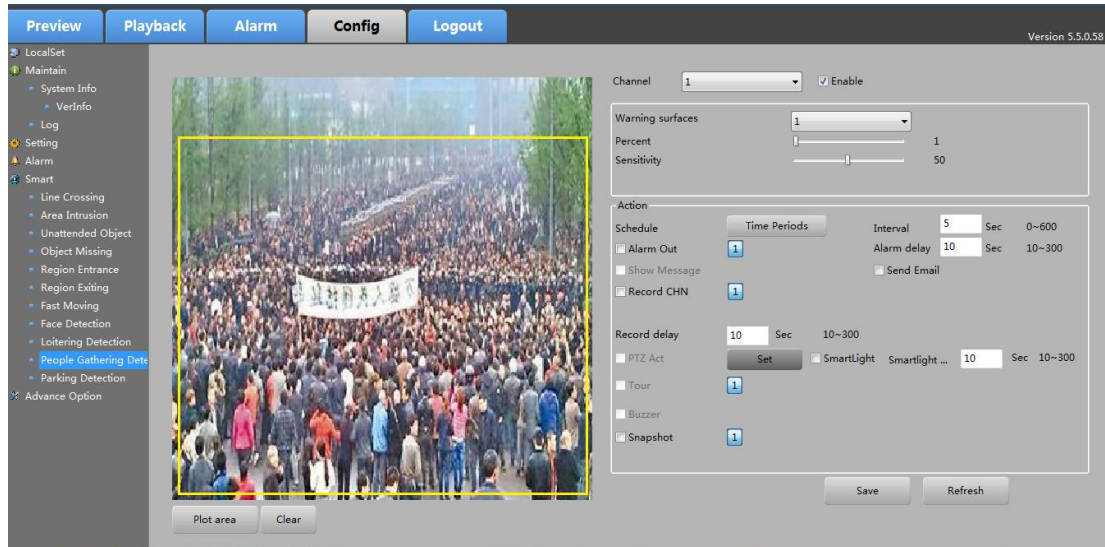 Preview Playback Alarm Config Logout
Version 5.5.0.58
LocalSet
Maintain
System Info
VerInfo
Log
Setting
Alarm
Smart
Line Crossing
Area Intrusion
Unattended Object
Object Missing
Region Entrance
Region Exiting
Fast Moving
Face Detection
Loitering Detection
People Gathering Dete
Parking Detection
Advance Option
Plot area Clear
Channel 1 Enable
Warning surfaces 1
Percent 1
Sensitivity 50
Action
Schedule Time Periods Interval 5 Sec 0~600
Alarm Out 1 Alarm delay 10 Sec 10~300
Show Message Send Email
Record CHN 1
Record delay 10 Sec 10~300
PTZ Act Set SmartLight Smartlight ... 10 Sec 10~300
Tour 1
Buzzer
Snapshot 1
Save Refresh